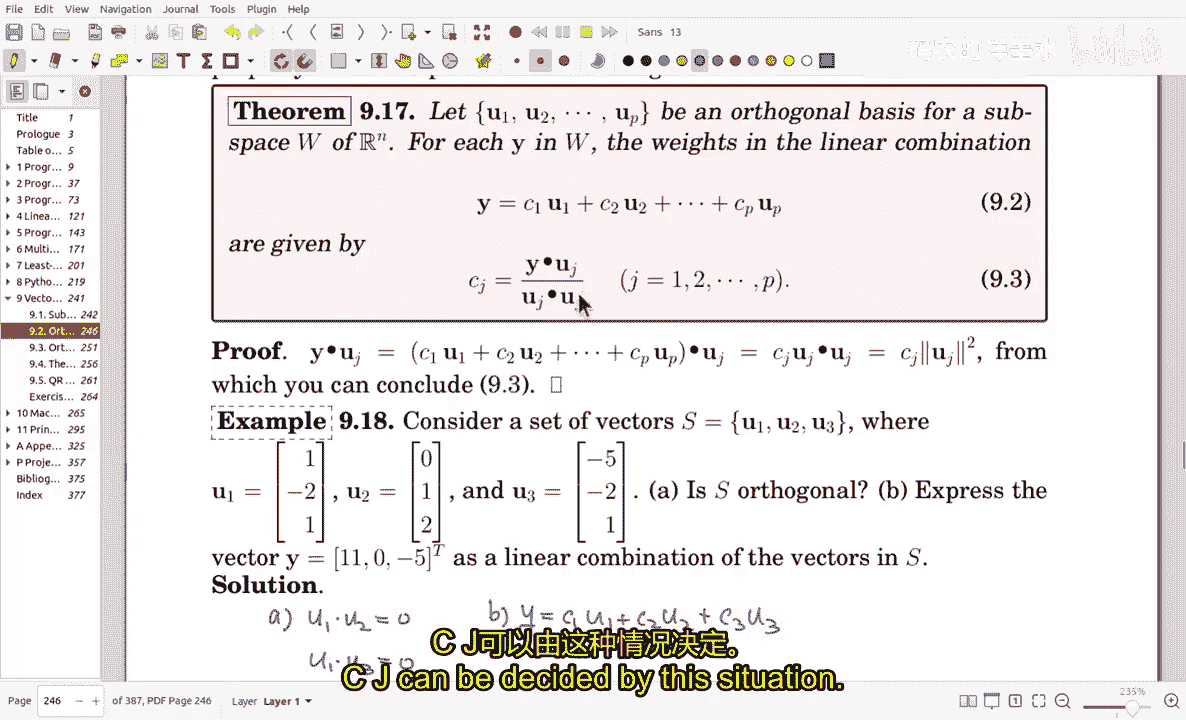 File Edit View Navigation Journal Tools Plugin Help
Sans 13
Title 1
Prologue 3
Table o... 5
1 Progr... 9
2 Progr... 37
3 Progr... 73
4 Linea... 121
5 Progr... 143
6 Multi... 171
7 Least-... 201
8 Pytho... 219
9 Vecto... 241
9.1. Sub... 242
9.2. Ort... 246
9.3. Ort... 251
9.4. The... 256
9.5. QR ... 261
Exercis... 264
10 Mac... 265
11 Prin... 295
A Appe... 325
P Proje... 357
Bibliog... 375
Index 377
Theorem 9.17. Let {u₁, u₂, ⋯ , uₚ} be an orthogonal basis for a sub-
space W of ℝⁿ. For each y in W, the weights in the linear combination
y = c₁ u₁ + c₂ u₂ + ⋯ + cₚ uₚ (9.2)
are given by
cⱼ = y•uⱼ / uⱼ•u (j = 1, 2, ⋯ , p). (9.3)
Proof. y•uⱼ = (c₁ u₁ + c₂ u₂ + ⋯ + cₚ uₚ)•uⱼ = cⱼuⱼ•uⱼ = cⱼ‖uⱼ‖², from
which you can conclude (9.3). □
Example 9.18. Consider a set of vectors S = {u₁, u₂, u₃}, where
u₁ = [1 −2 1], u₂ = [0 1 2], and u₃ = [−5 −2 1]. (a) Is S orthogonal? (b) Express the
vector y = [11, 0, −5]ᵀ as a linear combination of the vectors in S.
Solution.
a) u₁·u₂ = 0 b) y = c₁u₁ + c₂u₂ + c₃u₃
u₁·u₃ = 0
C J可以由这种情况决定。
C J can be decided by this situation.
Page 246 of 387, PDF Page 246 Layer Layer 1 235%